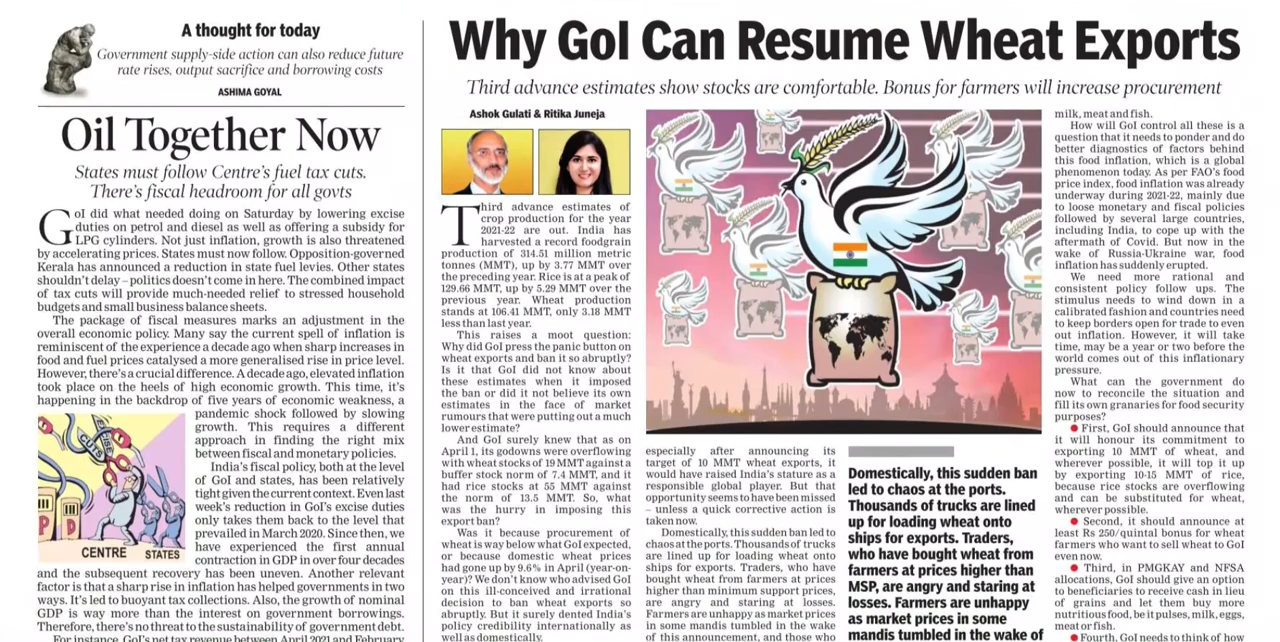 A thought for today
Government supply-side action can also reduce future
rate rises, output sacrifice and borrowing costs
ASHIMA GOYAL
Oil Together Now
States must follow Centre's fuel tax cuts.
There's fiscal headroom for all govts
GoI did what needed doing on Saturday by lowering excise
duties on petrol and diesel as well as offering a subsidy for
LPG cylinders. Not just inflation, growth is also threatened
by accelerating prices. States must now follow. Opposition-governed
Kerala has announced a reduction in state fuel levies. Other states
shouldn't delay – politics doesn't come in here. The combined impact
of tax cuts will provide much-needed relief to stressed household
budgets and small business balance sheets.
The package of fiscal measures marks an adjustment in the
overall economic policy. Many say the current spell of inflation is
reminiscent of the experience a decade ago when sharp increases in
food and fuel prices catalysed a more generalised rise in price level.
However, there's a crucial difference. A decade ago, elevated inflation
took place on the heels of high economic growth. This time, it's
happening in the backdrop of five years of economic weakness, a
pandemic shock followed by slowing
growth. This requires a different
approach in finding the right mix
between fiscal and monetary policies.
India's fiscal policy, both at the level
of GoI and states, has been relatively
tight given the current context. Even last
week's reduction in GoI's excise duties
only takes them back to the level that
prevailed in March 2020. Since then, we
have experienced the first annual
contraction in GDP in over four decades
and the subsequent recovery has been uneven. Another relevant
factor is that a sharp rise in inflation has helped governments in two
ways. It's led to buoyant tax collections. Also, the growth of nominal
GDP is way more than the interest on government borrowings.
Therefore, there's no threat to the sustainability of government debt.
For instance, GoI's net tax revenue between April 2021 and February
EXCISE
CUTS
P
D
CENTRE
STATES
Why GoI Can Resume Wheat Exports
Third advance estimates show stocks are comfortable. Bonus for farmers will increase procurement
Ashok Gulati & Ritika Juneja
Third advance estimates of
crop production for the year
2021-22 are out. India has
harvested a record foodgrain
production of 314.51 million metric
tonnes (MMT), up by 3.77 MMT over
the preceding year. Rice is at a peak of
129.66 MMT, up by 5.29 MMT over the
previous year. Wheat production
stands at 106.41 MMT, only 3.18 MMT
less than last year.
This raises a moot question:
Why did GoI press the panic button on
wheat exports and ban it so abruptly?
Is it that GoI did not know about
these estimates when it imposed
the ban or did it not believe its own
estimates in the face of market
rumours that were putting out a much
lower estimate?
And GoI surely knew that as on
April 1, its godowns were overflowing
with wheat stocks of 19 MMT against a
buffer stock norm of 7.4 MMT, and it
had rice stocks at 55 MMT against
the norm of 13.5 MMT. So, what
was the hurry in imposing this
export ban?
Was it because procurement of
wheat is way below what GoI expected,
or because domestic wheat prices
had gone up by 9.6% in April (year-on-
year)? We don't know who advised GoI
on this ill-conceived and irrational
decision to ban wheat exports so
abruptly. But it surely dented India's
policy credibility internationally as
well as domestically.
especially after announcing its
target of 10 MMT wheat exports, it
would have raised India's stature as a
responsible global player. But that
opportunity seems to have been missed
– unless a quick corrective action is
taken now.
Domestically, this sudden ban led to
chaos at the ports. Thousands of trucks
are lined up for loading wheat onto
ships for exports. Traders, who have
bought wheat from farmers at prices
higher than minimum support prices,
are angry and staring at losses.
Farmers are unhappy as market prices
in some mandis tumbled in the wake
of this announcement, and those who
Domestically, this sudden ban
led to chaos at the ports.
Thousands of trucks are lined
up for loading wheat onto
ships for exports. Traders,
who have bought wheat from
farmers at prices higher than
MSP, are angry and staring at
losses. Farmers are unhappy
as market prices in some
mandis tumbled in the wake of
milk, meat and fish.
How will GoI control all these is a
question that it needs to ponder and do
better diagnostics of factors behind
this food inflation, which is a global
phenomenon today. As per FAO's food
price index, food inflation was already
underway during 2021-22, mainly due
to loose monetary and fiscal policies
followed by several large countries,
including India, to cope up with the
aftermath of Covid. But now in the
wake of Russia-Ukraine war, food
inflation has suddenly erupted.
We need more rational and
consistent policy follow ups. The
stimulus needs to wind down in a
calibrated fashion and countries need
to keep borders open for trade to even
out inflation. However, it will take
time, may be a year or two before the
world comes out of this inflationary
pressure.
What can the government do
now to reconcile the situation and
fill its own granaries for food security
purposes?
● First, GoI should announce that
it will honour its commitment to
exporting 10 MMT of wheat, and
wherever possible, it will top it up
by exporting 10-15 MMT of rice,
because rice stocks are overflowing
and can be substituted for wheat,
wherever possible.
● Second, it should announce at
least Rs 250/quintal bonus for wheat
farmers who want to sell wheat to GoI
even now.
● Third, in PMGKAY and NFSA
allocations, GoI should give an option
to beneficiaries to receive cash in lieu
of grains and let them buy more
nutritious food, be it pulses, milk, eggs,
meat or fish.
● Fourth, GoI needs to think of how